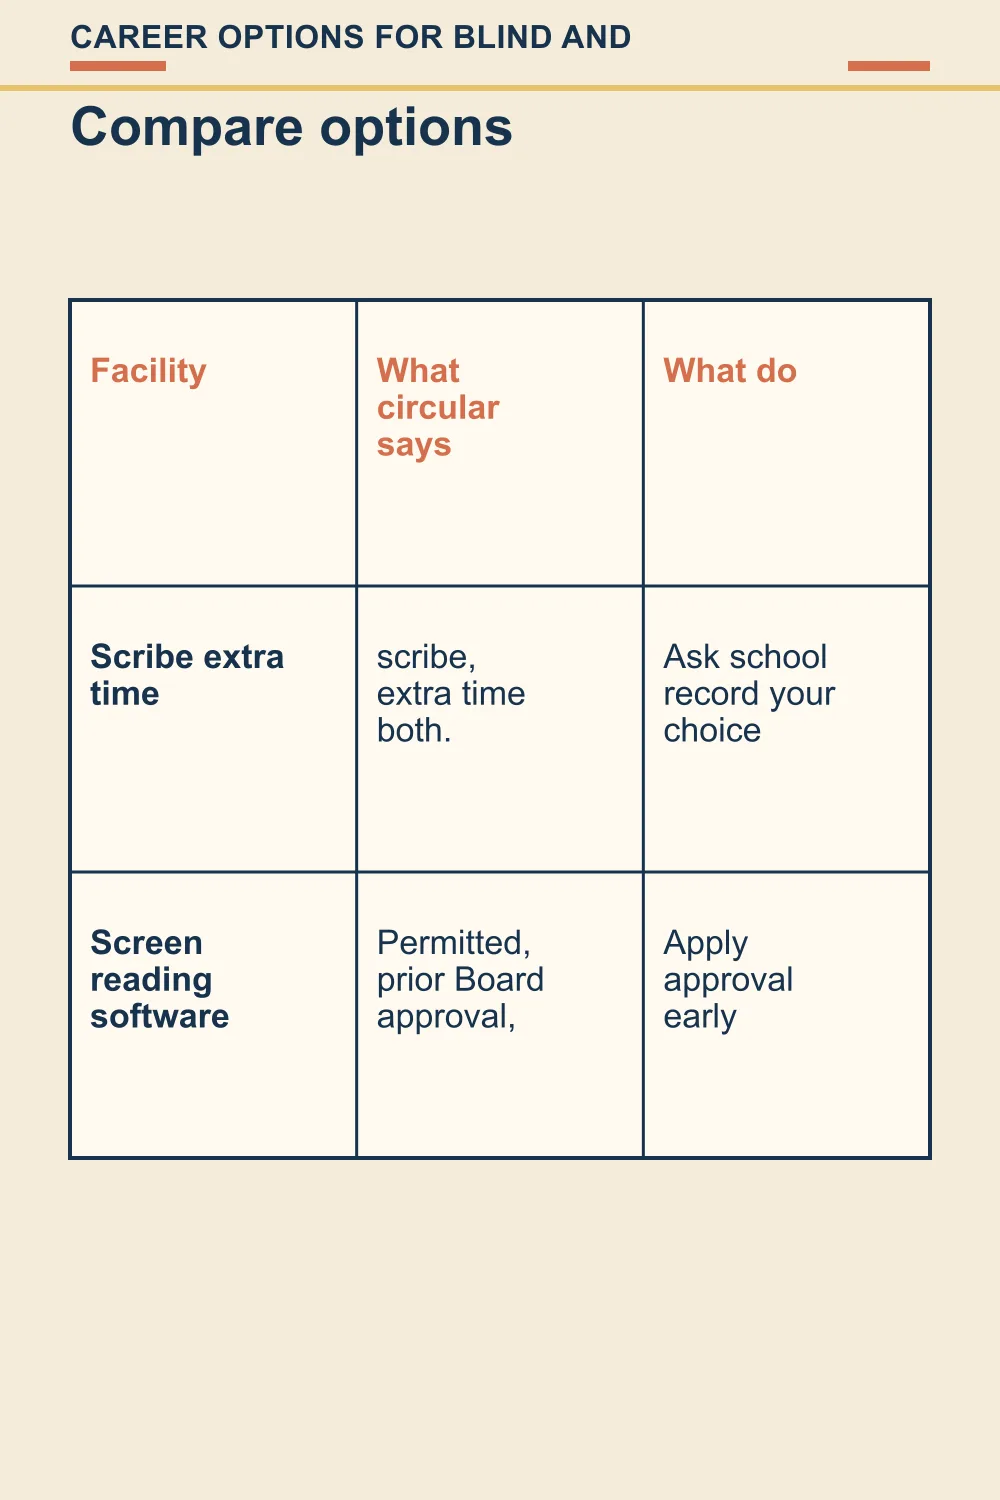 CAREER OPTIONS FOR BLIND AND
Compare options
Facility
What
circular
says
What do
Scribe extra
time
scribe,
extra time
both.
Ask school
record your
choice
Screen
reading
software
Permitted,
prior Board
approval,
Apply
approval
early